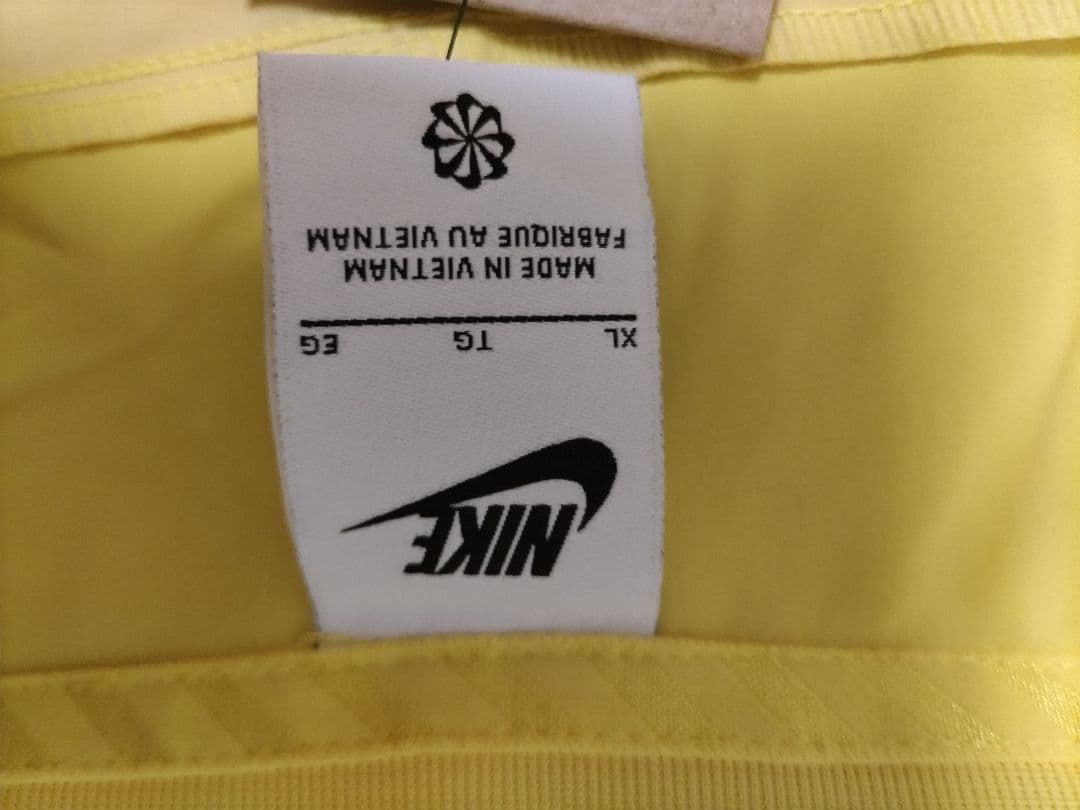 NIKE
XL TG EG
MADE IN VIETNAM
FABRIQUE AU VIETNAM